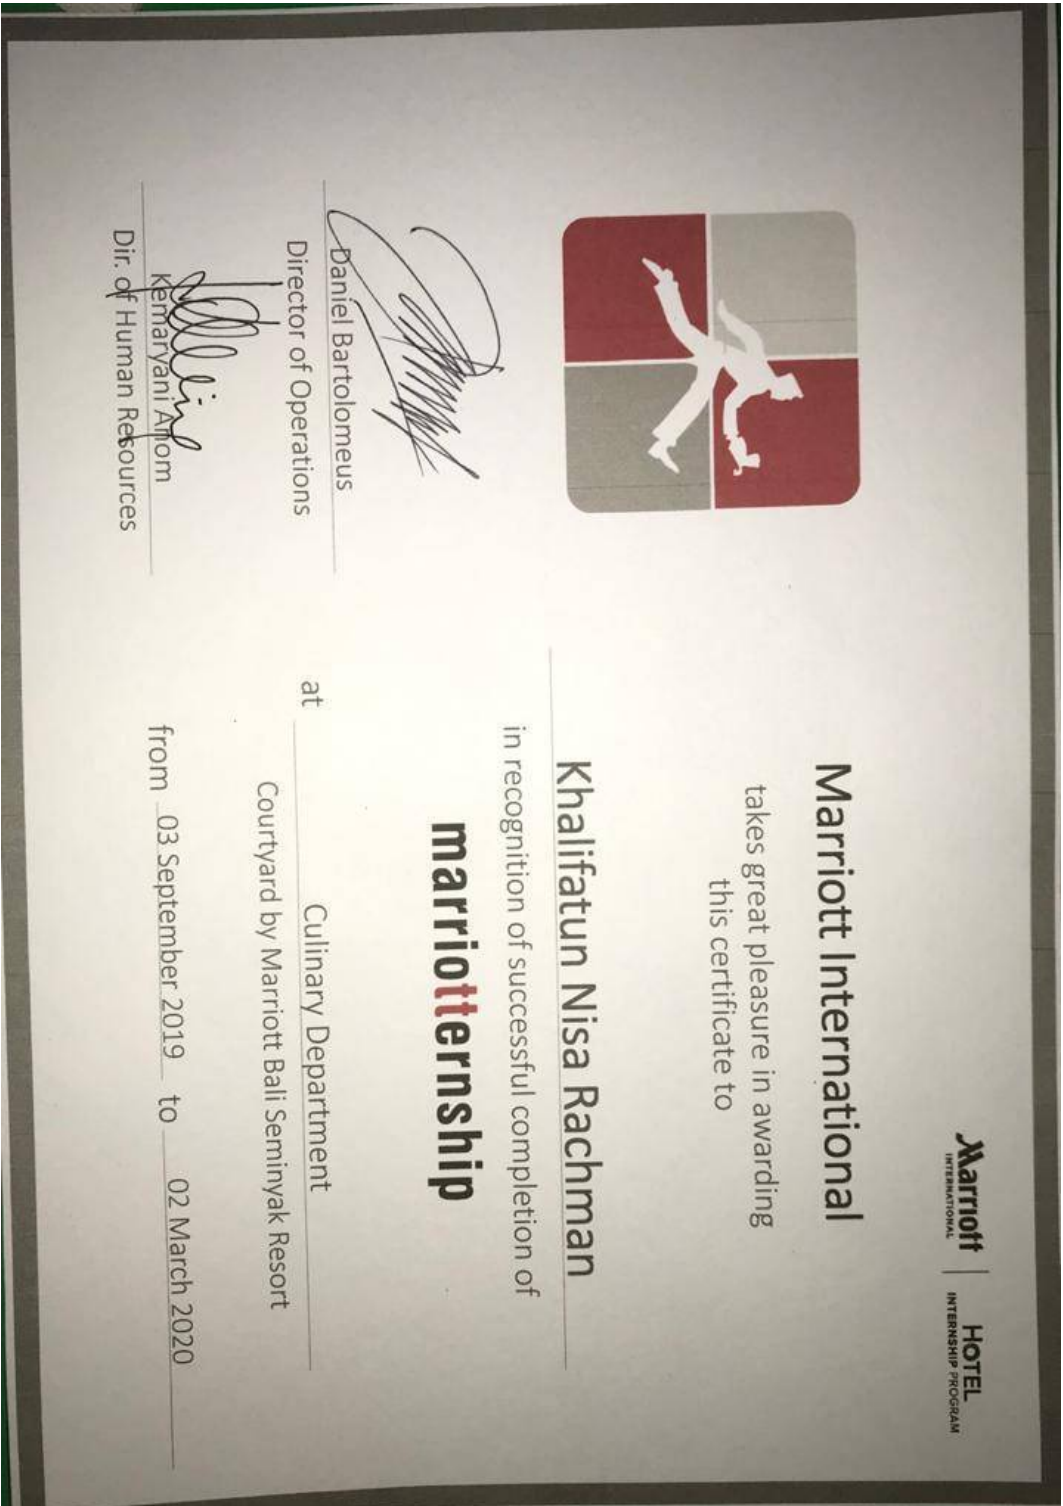 Marriott
INTERNATIONAL
HOTEL
INTERNSHIP PROGRAM
Marriott International
takes great pleasure in awarding
this certificate to
Khalifatun Nisa Rachman
in recognition of successful completion of
marriotternship
at Culinary Department
Courtyard by Marriott Bali Seminyak Resort
from 03 September 2019 to 02 March 2020
Daniel Bartolomeus
Director of Operations
Kemaryani Anom
Dir. of Human Resources